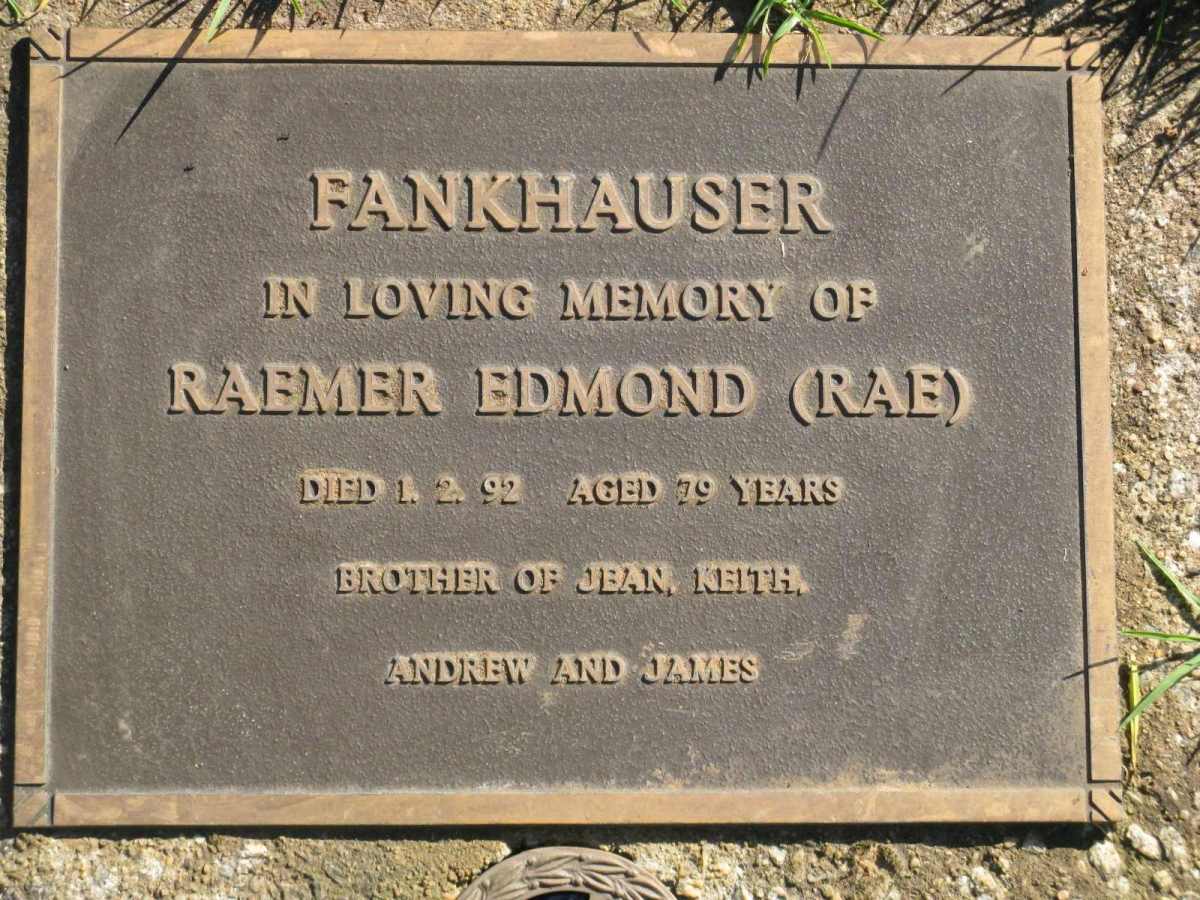 FANKHAUSER
IN LOVING MEMORY OF
RAEMER EDMOND (RAE)
DIED 1. 2. 92 AGED 79 YEARS
BROTHER OF JEAN, KEITH,
ANDREW AND JAMES